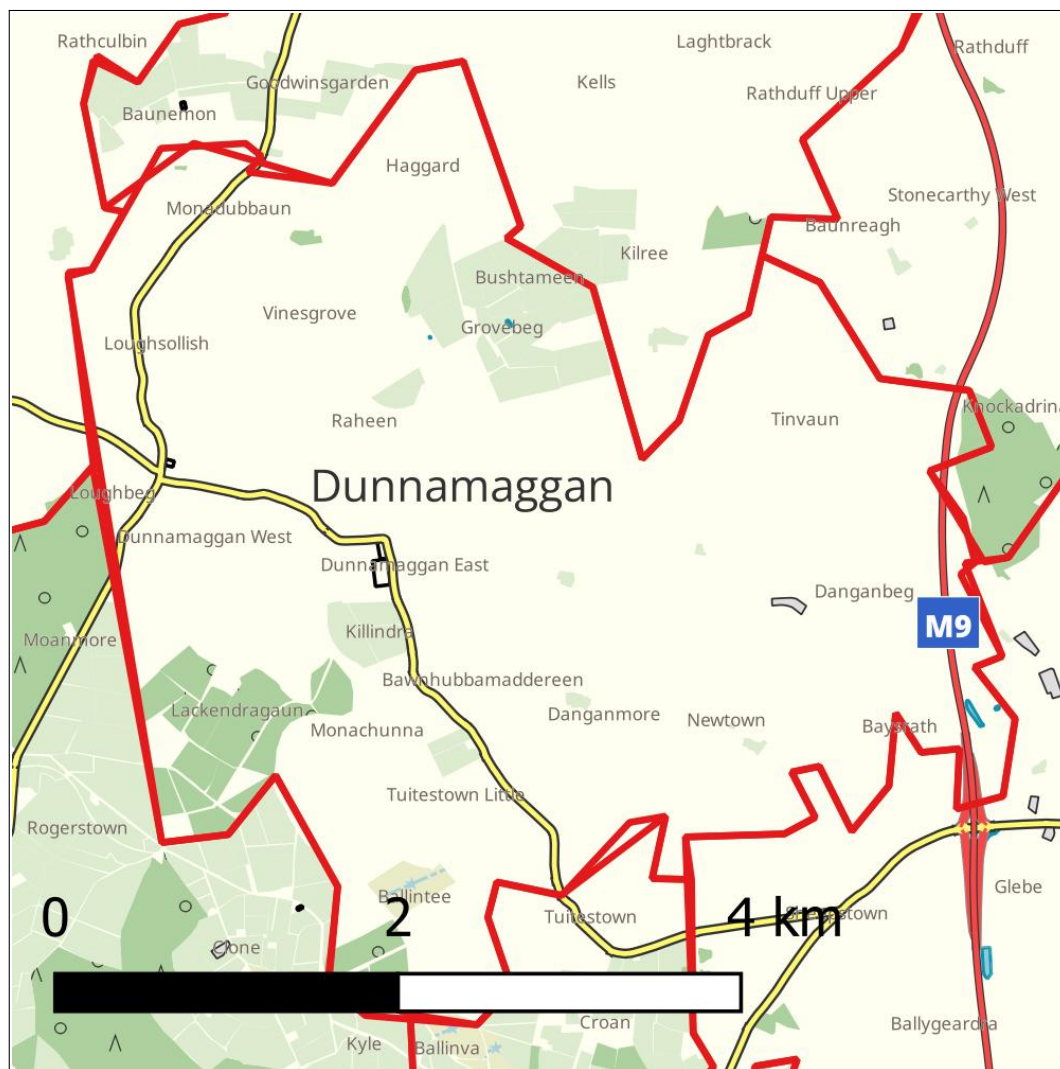 Rathculbin
Laghtbrack
Rathduff
Goodwinsgarden
Kells
Rathduff Upper
Baunemon
Haggard
Stonecarthy West
Monadubbaun
Baunreagh
Kilree
Bushtameen
Vinesgrove
Grovebeg
Loughsollish
Knockadrina
Raheen
Tinvaun
Dunnamaggan
Loughbeg
Dunnamaggan West
Dunnamaggan East
Danganbeg
M9
Moanmore
Killindra
Bawnhubbamaddereen
Lackendragaun
Danganmore
Newtown
Baysrath
Monachunna
Tuitestown Little
Rogerstown
Glebe
Ballintee
Tuitestown
0
2
4 km
Clone
Croan
Ballygeardra
Kyle
Ballinva